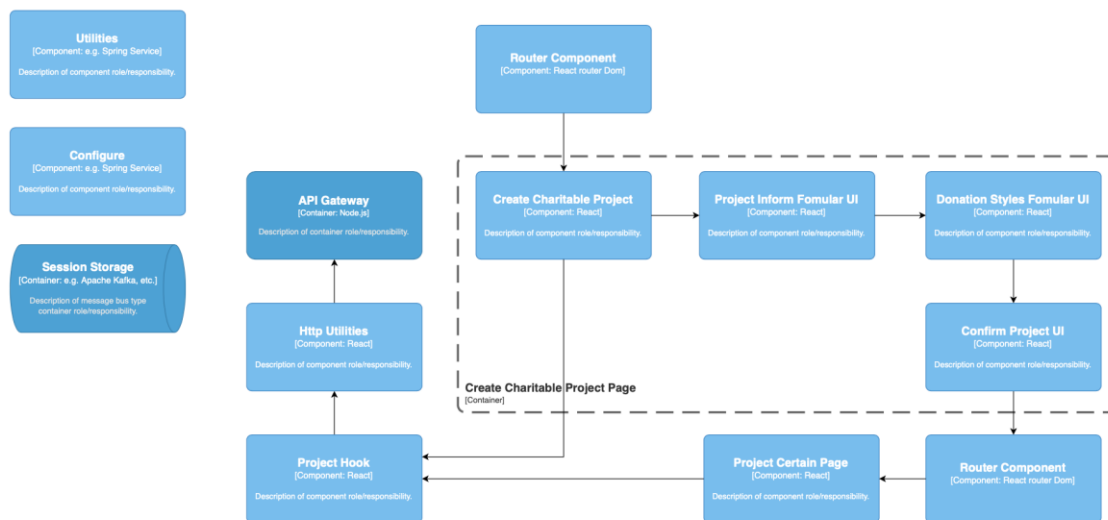 Utilities
[Component: e.g. Spring Service]
Description of component role/responsibility.
Configure
[Component: e.g. Spring Service]
Description of component role/responsibility.
Session Storage
[Container: e.g. Apache Kafka, etc.]
Description of message bus type
container role/responsibility.
Router Component
[Component: React router Dom]
API Gateway
[Container: Node.js]
Description of container role/responsibility.
Create Charitable Project
[Component: React]
Description of component role/responsibility.
Project Inform Fomular UI
[Component: React]
Description of component role/responsibility.
Donation Styles Fomular UI
[Component: React]
Description of component role/responsibility.
Http Utilities
[Component: React]
Description of component role/responsibility.
Confirm Project UI
[Component: React]
Description of component role/responsibility.
Create Charitable Project Page
[Container]
Project Hook
[Component: React]
Description of component role/responsibility.
Project Certain Page
[Component: React]
Description of component role/responsibility.
Router Component
[Component: React router Dom]